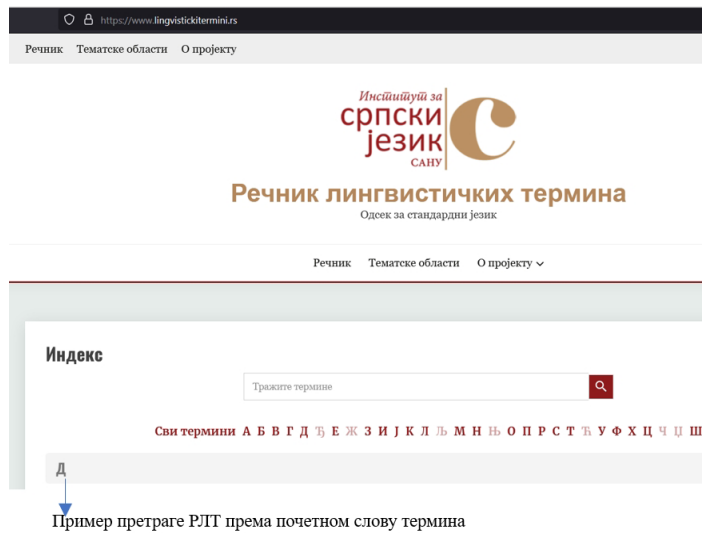 https://www.lingvistickitermini.rs
Речник Тематске области О пројекту
Институт за
српски
језик
САНУ
Речник лингвистичких термина
Одсек за стандардни језик
Речник Тематске области О пројекту
Индекс
Тражите термине
Сви термини А Б В Г Д Ђ Е Ж З И Ј К Л Љ М Н Њ О П Р С Т Ћ У Ф Х Ц Ч Џ Ш
Д
Пример претраге РЛТ према почетном слову термина